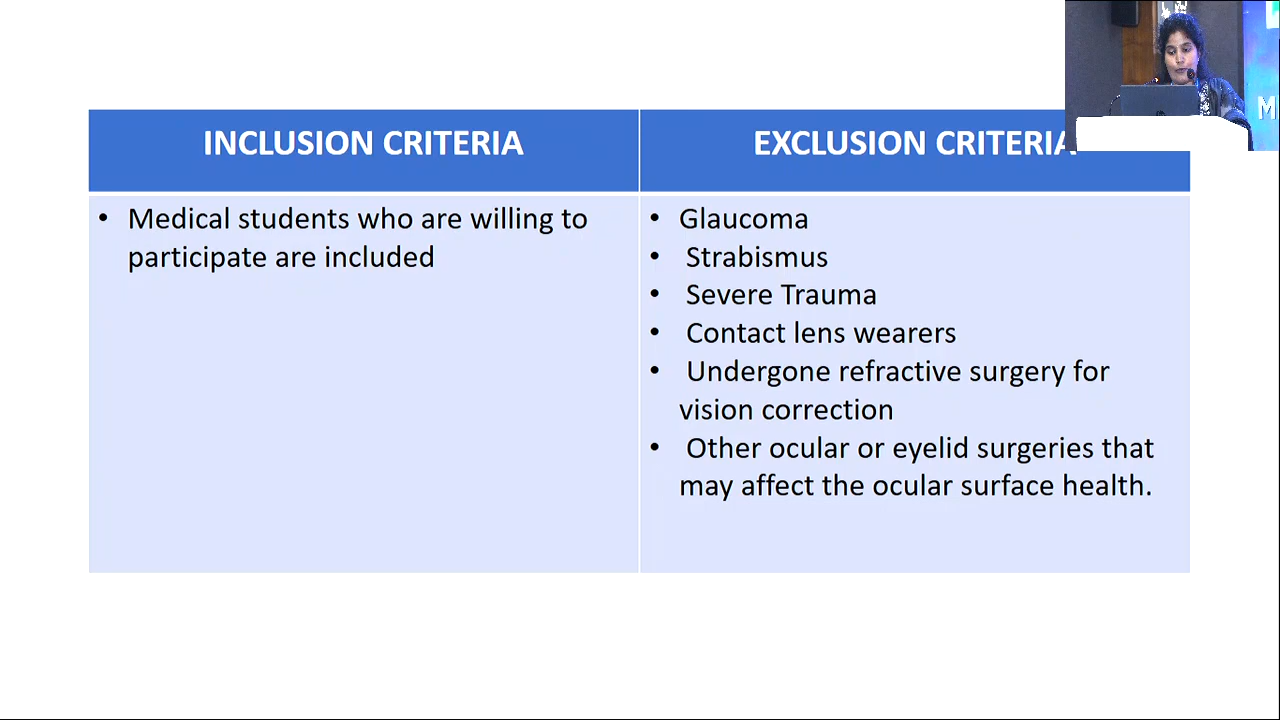 INCLUSION CRITERIA
EXCLUSION CRITERIA
• Medical students who are willing to
participate are included
• Glaucoma
• Strabismus
• Severe Trauma
• Contact lens wearers
• Undergone refractive surgery for
vision correction
• Other ocular or eyelid surgeries that
may affect the ocular surface health.